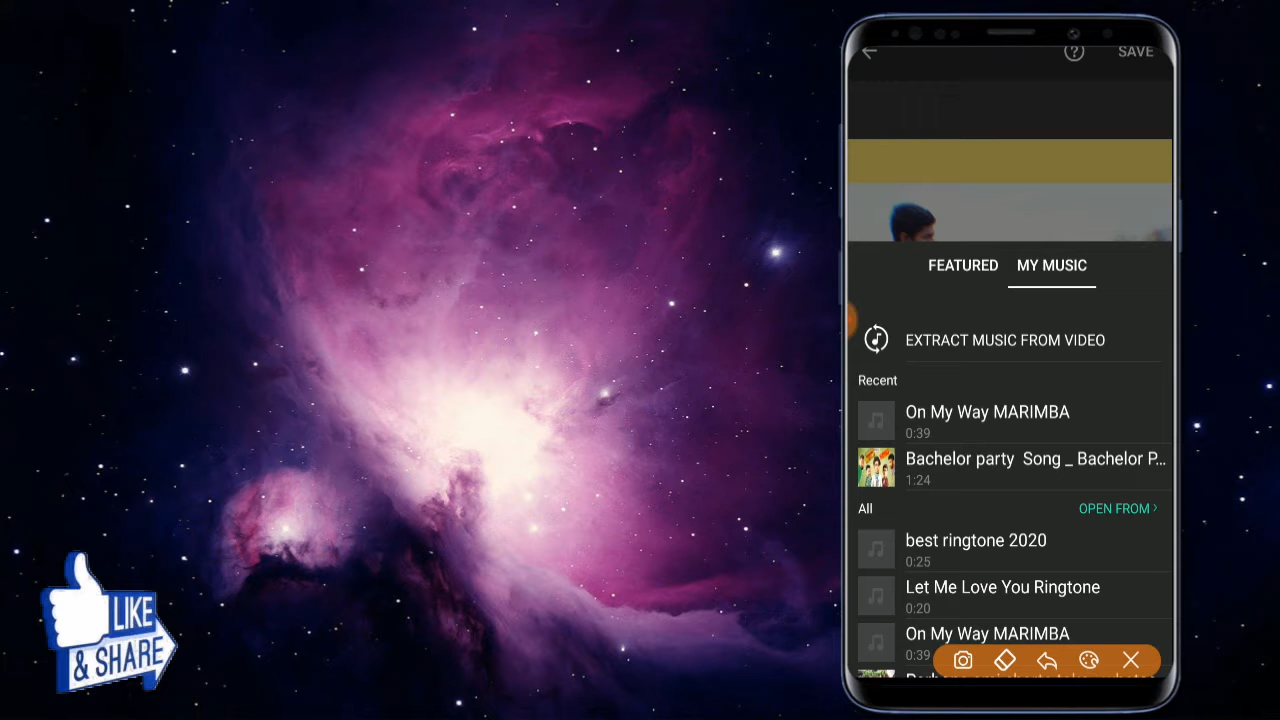 SAVE
FEATURED MY MUSIC
EXTRACT MUSIC FROM VIDEO
Recent
On My Way MARIMBA
0:39
Bachelor party Song _ Bachelor P...
1:24
All OPEN FROM >
best ringtone 2020
0:25
Let Me Love You Ringtone
0:20
On My Way MARIMBA
0:39
LIKE
& SHARE